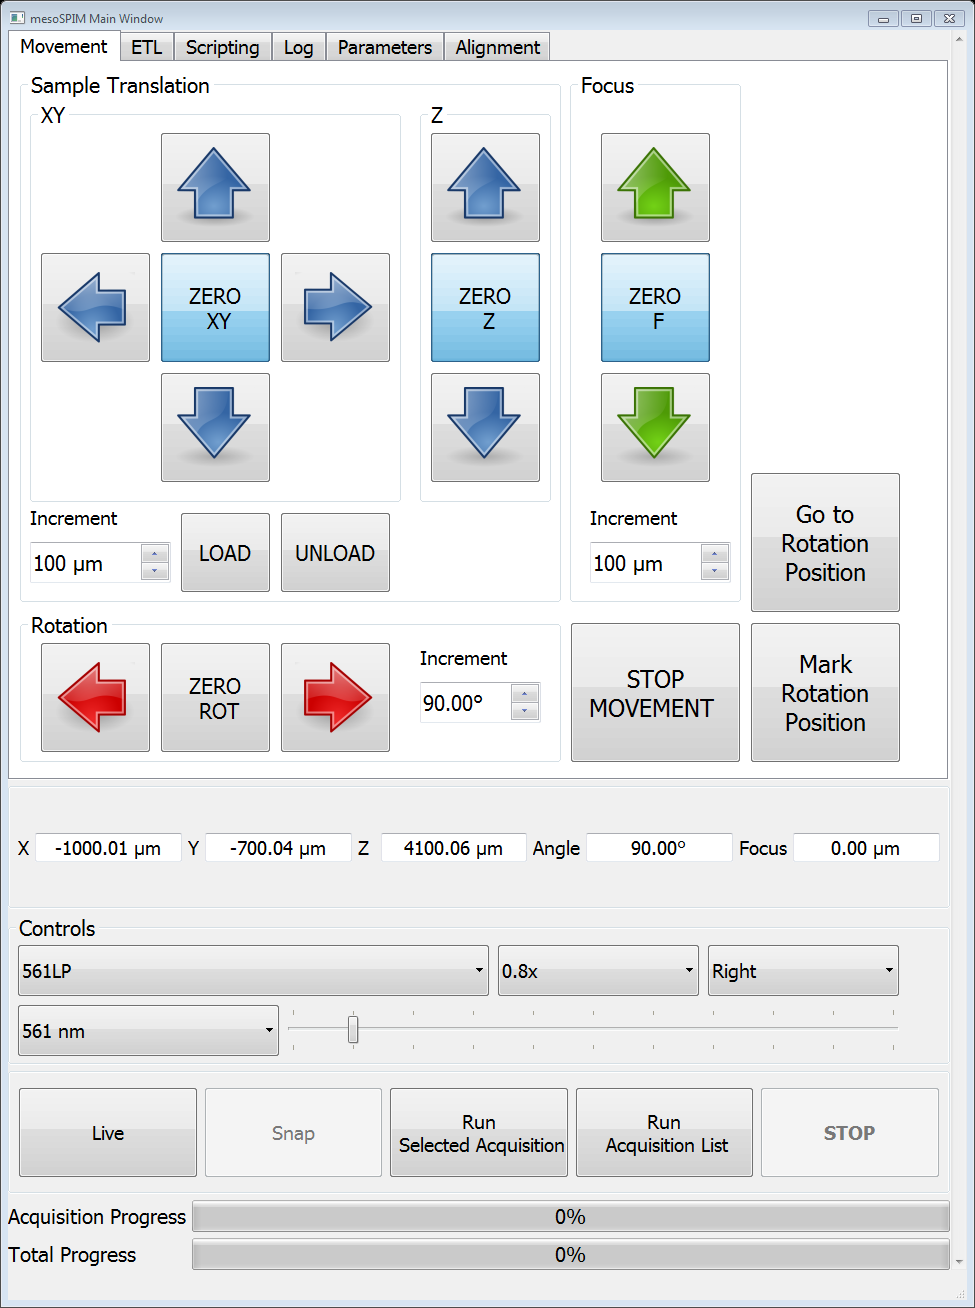 mesoSPIM Main Window
Movement ETL Scripting Log Parameters Alignment
Sample Translation
Focus
XY
Z
ZERO
XY
ZERO
Z
ZERO
F
Increment
100 µm
LOAD
UNLOAD
Increment
100 µm
Go to
Rotation
Position
Rotation
ZERO
ROT
Increment
90.00°
STOP
MOVEMENT
Mark
Rotation
Position
X -1000.01 µm Y -700.04 µm Z 4100.06 µm Angle 90.00° Focus 0.00 µm
Controls
561LP 0.8x Right
561 nm
Live
Snap
Run
Selected Acquisition
Run
Acquisition List
STOP
Acquisition Progress 0%
Total Progress 0%